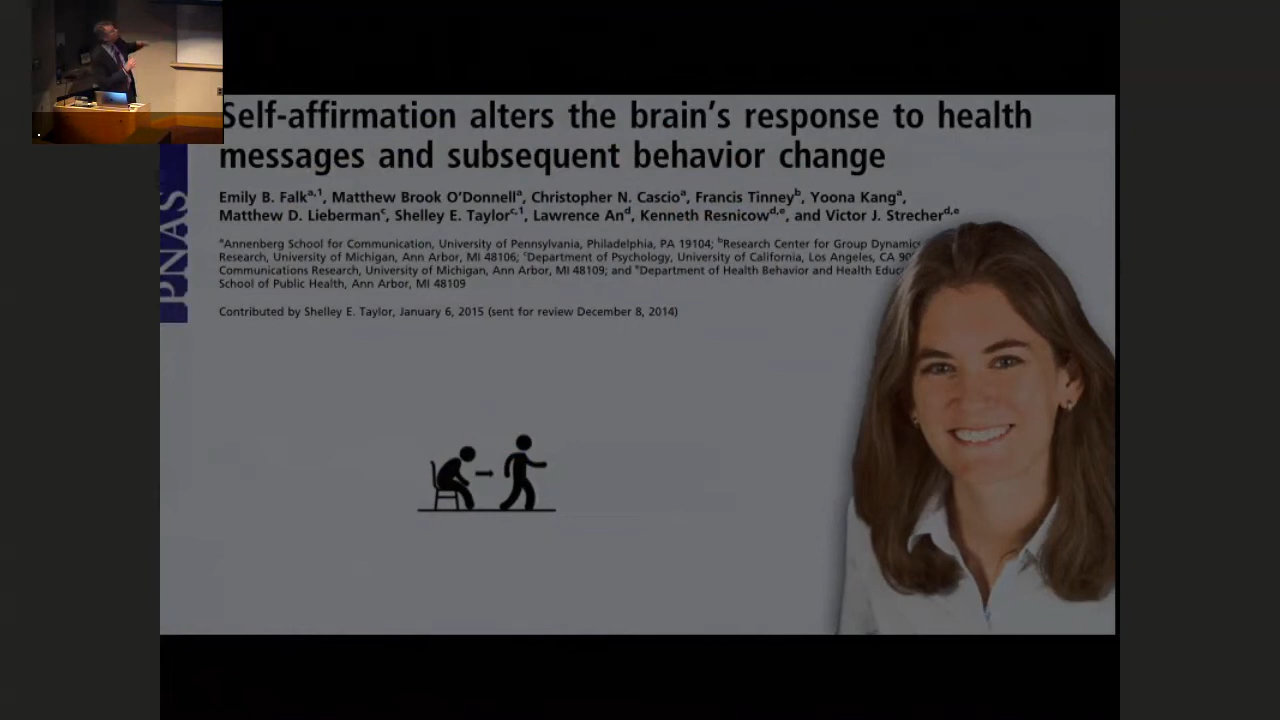 Self-affirmation alters the brain's response to health
messages and subsequent behavior change
Emily B. Falka,1, Matthew Brook O'Donnella, Christopher N. Cascioa, Francis Tinneyb, Yoona Kanga,
Matthew D. Liebermanc, Shelley E. Taylorc,1, Lawrence And, Kenneth Resnicowd,e, and Victor J. Strecherd,e
aAnnenberg School for Communication, University of Pennsylvania, Philadelphia, PA 19104; bResearch Center for Group
Research, University of Michigan, Ann Arbor, MI 48106; cDepartment of Psychology, University of California, Los Angeles, CA
Communications Research, University of Michigan, Ann Arbor, MI 48109; and eDepartment of Health Behavior and Health
School of Public Health, Ann Arbor, MI 48109
Contributed by Shelley E. Taylor, January 6, 2015 (sent for review December 8, 2014)
PNAS